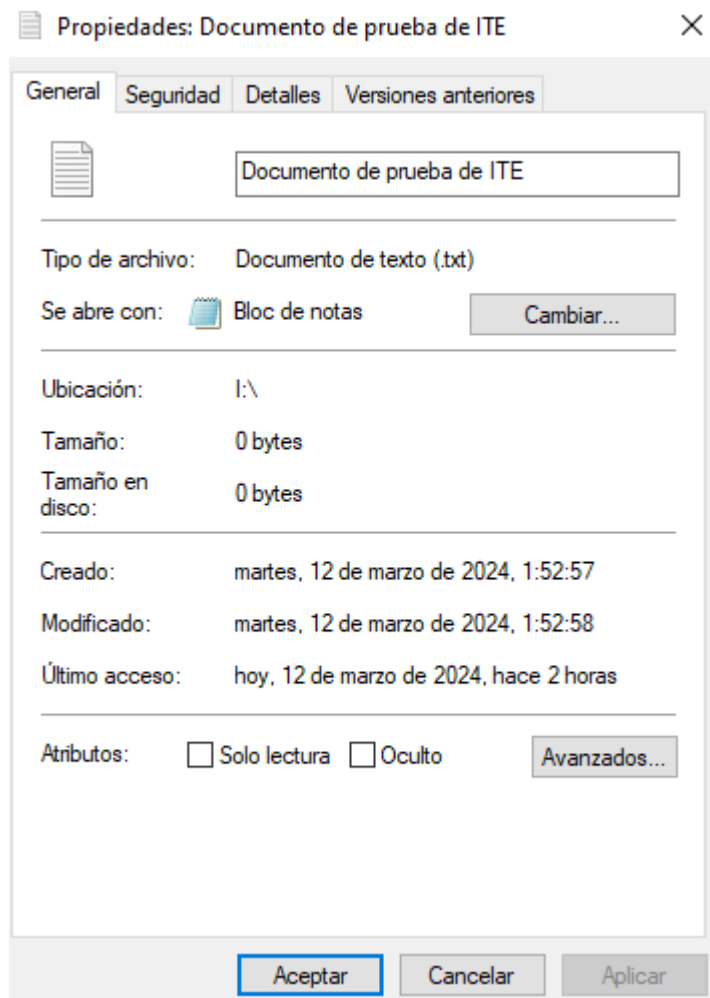 Propiedades: Documento de prueba de ITE
General Seguridad Detalles Versiones anteriores
Documento de prueba de ITE
Tipo de archivo: Documento de texto (.txt)
Se abre con: Bloc de notas Cambiar...
Ubicación: I:\
Tamaño: 0 bytes
Tamaño en
disco: 0 bytes
Creado: martes, 12 de marzo de 2024, 1:52:57
Modificado: martes, 12 de marzo de 2024, 1:52:58
Último acceso: hoy, 12 de marzo de 2024, hace 2 horas
Atributos: Solo lectura Oculto Avanzados...
Aceptar Cancelar Aplicar